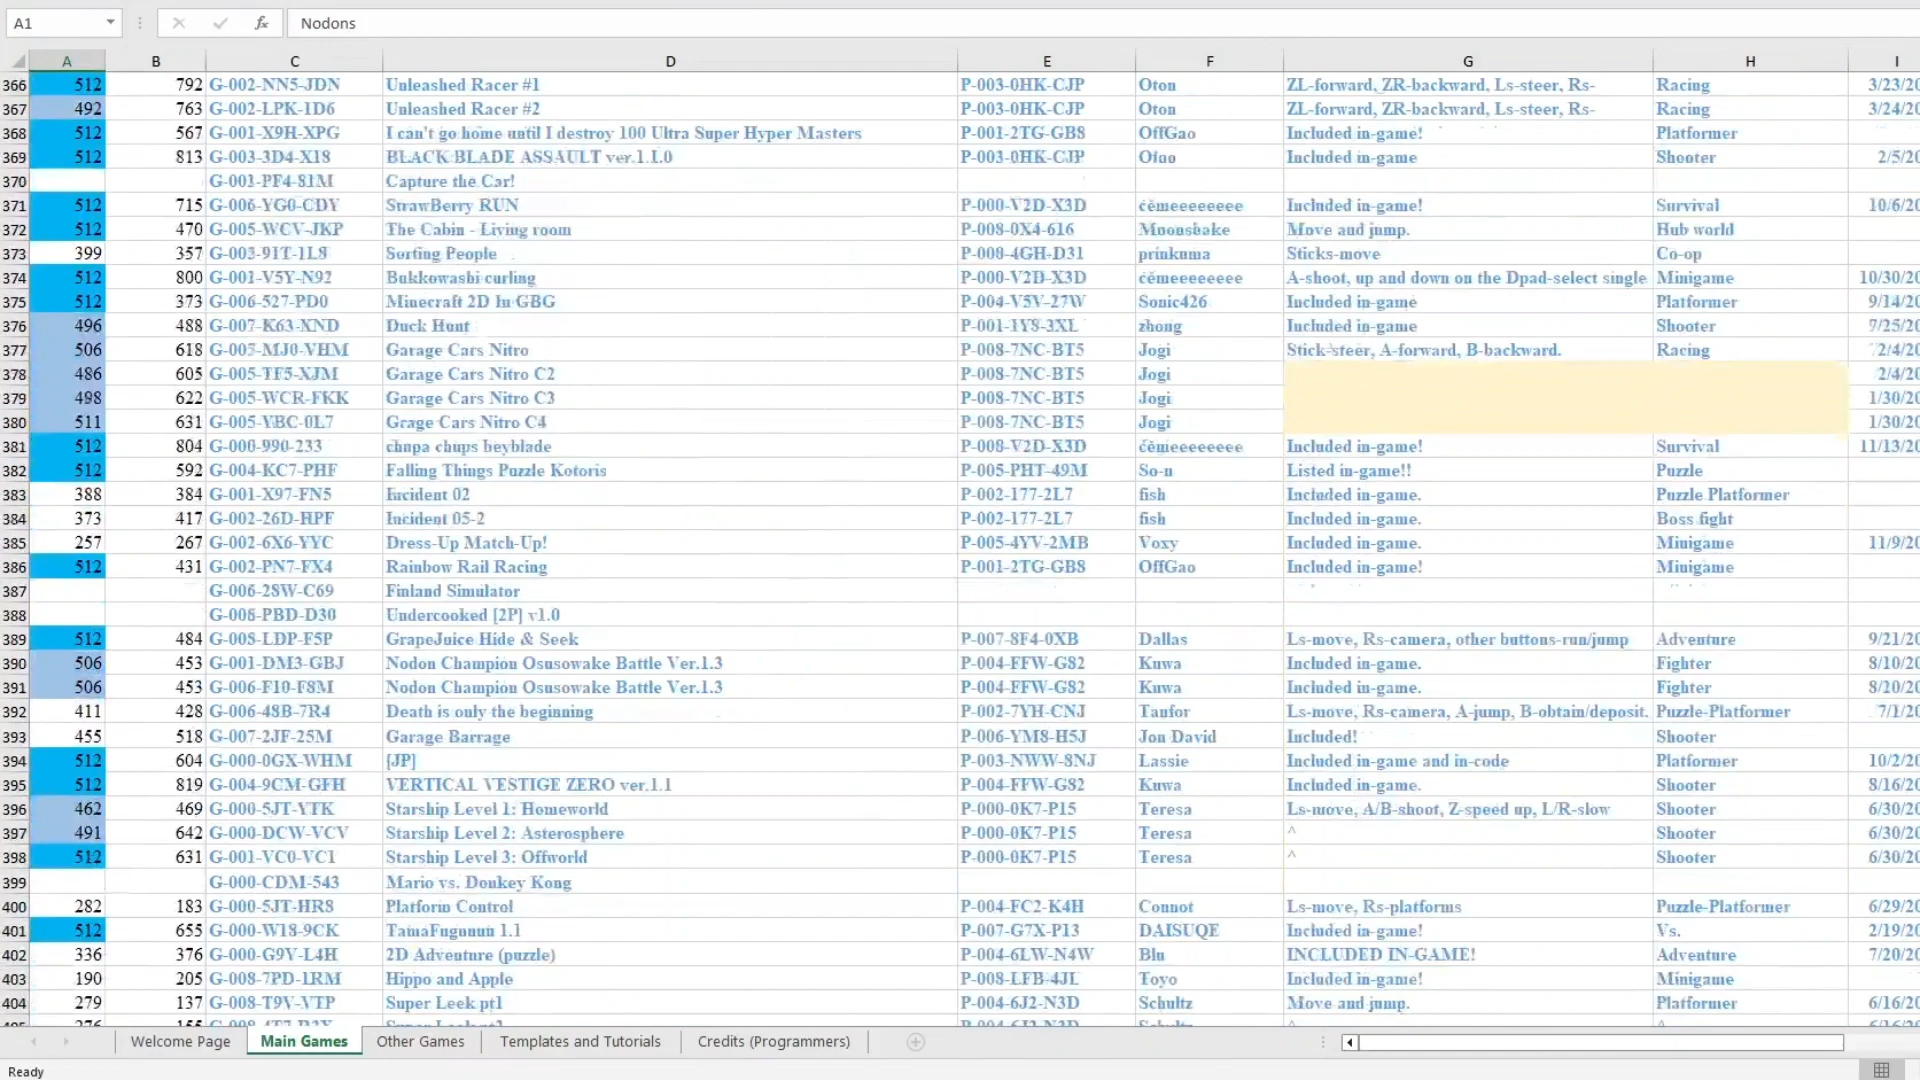 A1 fx Nodons
A B C D E F G H I
366 512 792 G-002-NN5-JDN Unleashed Racer #1 P-003-0HK-CJP Oton ZL-forward, ZR-backward, Ls-steer, Rs- Racing 3/23/20
367 492 763 G-002-LPK-1D6 Unleashed Racer #2 P-003-0HK-CJP Oton ZL-forward, ZR-backward, Ls-steer, Rs- Racing 3/24/20
368 512 567 G-001-X9H-XPG I can't go home until I destroy 100 Ultra Super Hyper Masters P-001-2TG-GB8 OffGao Included in-game! Platformer
369 512 813 G-003-3D4-X18 BLACK BLADE ASSAULT ver.1.1.0 P-003-0HK-CJP Oton Included in-game Shooter 2/5/20
370 G-003-PF4-81M Capture the Car!
371 512 715 G-006-YG0-CDY StrawBerry RUN P-000-V2D-X3D cemeeeeeeee Included in-game! Survival 10/6/20
372 512 470 G-005-WCV-JKP The Cabin - Living room P-008-0X4-616 Moonshake Move and jump. Hub world
373 399 357 G-003-91T-1L8 Sorting People P-008-4GH-D31 prinkuma Sticks-move Co-op
374 512 800 G-001-V5Y-N92 Bukkowashi curling P-000-V2D-X3D cemeeeeeeee A-shoot, up and down on the Dpad-select single Minigame 10/30/20
375 512 373 G-006-527-PD0 Minecraft 2D In GBG P-004-V5V-27W Sonic426 Included in-game Platformer 9/14/20
376 496 488 G-007-K63-XND Duck Hunt P-001-1Y8-3XL zhong Included in-game Shooter 7/25/20
377 506 618 G-005-MJ0-VHM Garage Cars Nitro P-008-7NC-BT5 Jogi Stick-steer, A-forward, B-backward. Racing 2/4/20
378 486 605 G-005-TF5-XJM Garage Cars Nitro C2 P-008-7NC-BT5 Jogi 2/4/20
379 498 622 G-005-WCR-FKK Garage Cars Nitro C3 P-008-7NC-BT5 Jogi 1/30/20
380 511 631 G-005-YBC-0L7 Grage Cars Nitro C4 P-008-7NC-BT5 Jogi 1/30/20
381 512 804 G-000-990-233 chupa chups beyblade P-008-V2D-X3D cemeeeeeeee Included in-game! Survival 11/13/20
382 512 592 G-004-KC7-PHF Falling Things Puzzle Kotoris P-005-PHT-49M So-n Listed in-game!! Puzzle
383 388 384 G-001-X97-FN5 Incident 02 P-002-177-2L7 fish Included in-game. Puzzle Platformer
384 373 417 G-002-26D-HPF Incident 05-2 P-002-177-2L7 fish Included in-game. Boss fight
385 257 267 G-002-6X6-YYC Dress-Up Match-Up! P-005-4YV-2MB Voxy Included in-game. Minigame 11/9/20
386 512 431 G-002-PN7-FX4 Rainbow Rail Racing P-001-2TG-GB8 OffGao Included in-game! Minigame
387 G-006-28W-C69 Finland Simulator
388 G-008-PBD-D30 Undercooked [2P] v1.0
389 512 484 G-008-LDP-F5P GrapeJuice Hide & Seek P-007-8F4-0XB Dallas Ls-move, Rs-camera, other buttons-run/jump Adventure 9/21/20
390 506 453 G-001-DM3-GBJ Nodon Champion Osusowake Battle Ver.1.3 P-004-FFW-G82 Kuwa Included in-game. Fighter 8/10/20
391 506 453 G-006-F10-F8M Nodon Champion Osusowake Battle Ver.1.3 P-004-FFW-G82 Kuwa Included in-game. Fighter 8/20/20
392 411 428 G-006-48B-7R4 Death is only the beginning P-002-7YH-CNJ Taufor Ls-move, Rs-camera, A-jump, B-obtain/deposit. Puzzle-Platformer 7/1/20
393 455 518 G-007-2JF-25M Garage Barrage P-006-YM8-H5J Jon David Included! Shooter
394 512 604 G-000-0GX-WHM [JP] P-003-NWW-8NJ Lassie Included in-game and in-code Platformer 10/2/20
395 512 819 G-004-9CM-GFH VERTICAL VESTIGE ZERO ver.1.1 P-004-FFW-G82 Kuwa Included in-game. Shooter 8/16/20
396 462 469 G-000-5JT-YTK Starship Level 1: Homeworld P-000-0K7-P15 Teresa Ls-move, A/B-shoot, Z-speed up, L/R-slow Shooter 6/30/20
397 491 642 G-000-DCW-VCV Starship Level 2: Asterosphere P-000-0K7-P15 Teresa ^ Shooter 6/30/20
398 512 631 G-001-VC0-VC1 Starship Level 3: Offworld P-000-0K7-P15 Teresa ^ Shooter 6/30/20
399 G-000-CDM-543 Mario vs. Donkey Kong
400 282 183 G-000-5JT-HR8 Platform Control P-004-FC2-K4H Connot Ls-move, Rs-platforms Puzzle-Platformer 6/29/20
401 512 655 G-000-W18-9CK TamaFugunun 1.1 P-007-G7X-P13 DAISUQE Included in-game! Vs. 2/19/20
402 336 376 G-000-G9V-L4H 2D Adventure (puzzle) P-004-6LW-N4W Blu INCLUDED IN-GAME! Adventure 7/20/20
403 190 205 G-008-7PD-1RM Hippo and Apple P-008-LFB-4JL Toyo Included in-game! Minigame
404 279 137 G-008-T9V-VTP Super Leek pt1 P-004-6J2-N3D Schultz Move and jump. Platformer 6/16/20
Welcome Page Main Games Other Games Templates and Tutorials Credits (Programmers)
Ready